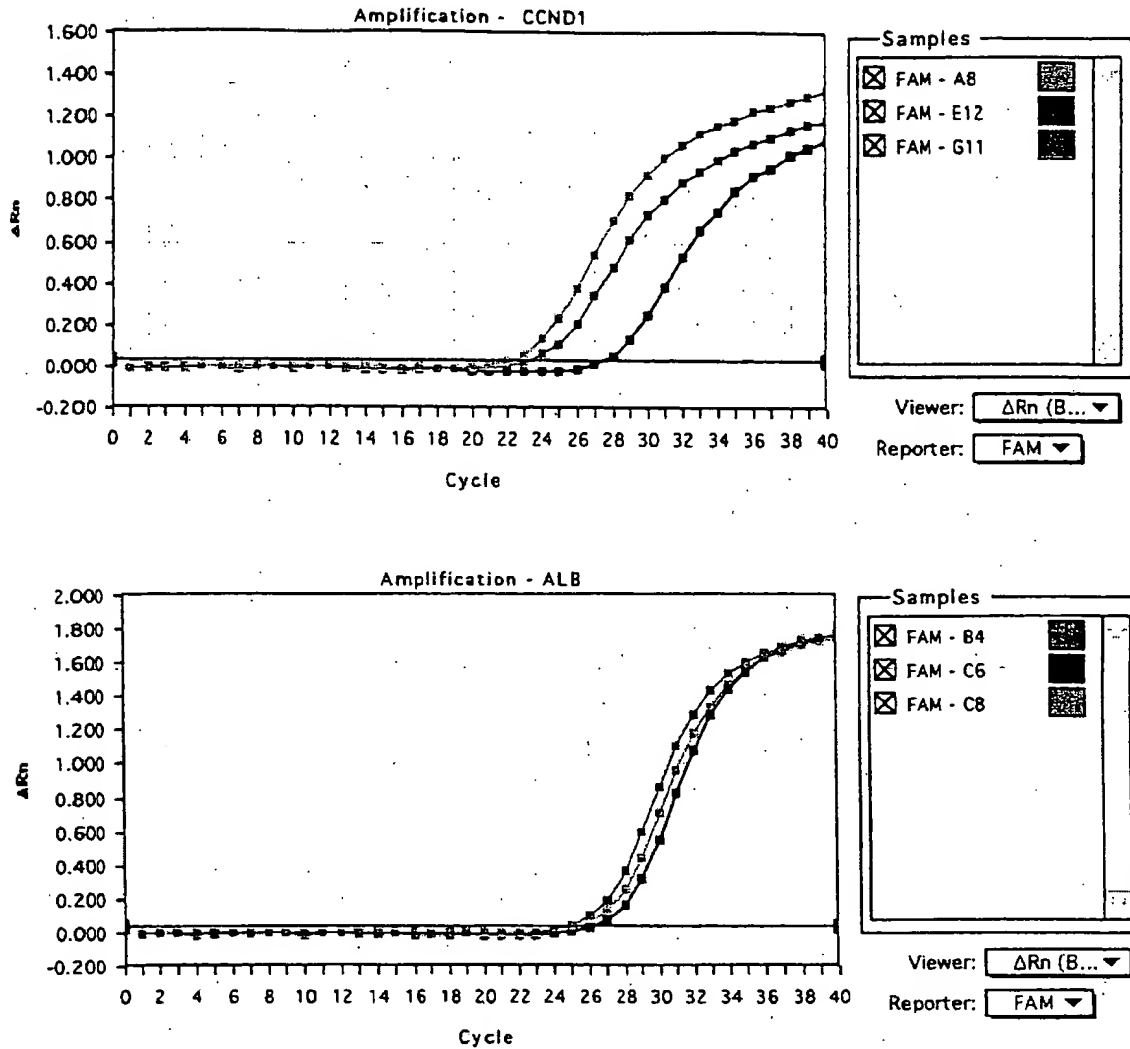 Amplification - CCND1
1.600
1.400
1.200
1.000
0.800
0.600
0.400
0.200
0.000
-0.200
ΔRn
0 2 4 6 8 10 12 14 16 18 20 22 24 26 28 30 32 34 36 38 40
Cycle
Samples
FAM - A8
FAM - E12
FAM - G11
Viewer: ΔRn (B...
Reporter: FAM
Amplification - ALB
2.000
1.800
1.600
1.400
1.200
1.000
0.800
0.600
0.400
0.200
0.000
-0.200
ΔRn
0 2 4 6 8 10 12 14 16 18 20 22 24 26 28 30 32 34 36 38 40
Cycle
Samples
FAM - B4
FAM - C6
FAM - C8
Viewer: ΔRn (B...
Reporter: FAM